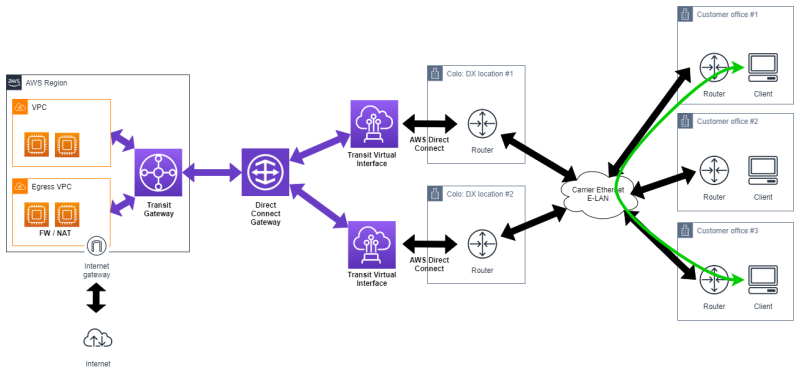 aws
AWS Region
VPC
Egress VPC
FW / NAT
Internet
gateway
Internet
Transit
Gateway
Direct
Connect
Gateway
Transit Virtual
Interface
Transit Virtual
Interface
AWS Direct
Connect
AWS Direct
Connect
Colo: DX location #1
Router
Colo: DX location #2
Router
Carrier Ethernet
E-LAN
Customer office #1
Router
Client
Customer office #2
Router
Client
Customer office #3
Router
Client